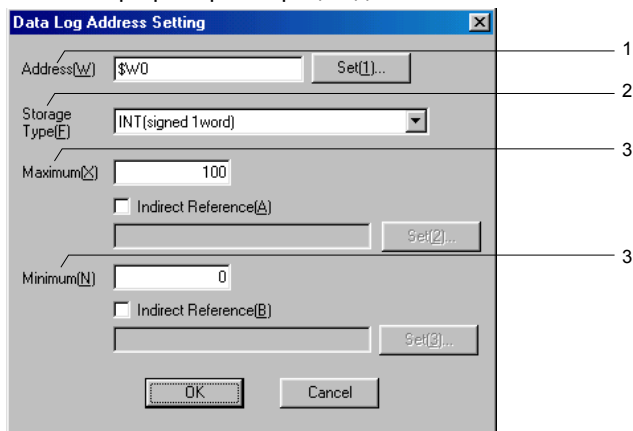 Data Log Address Setting
1
Address(W) $W0 Set(1)...
2
Storage
Type(F) INT(signed 1word)
3
Maximum(X) 100
Indirect Reference(A)
Set(2)...
3
Minimum(N) 0
Indirect Reference(B)
Set(3)...
OK Cancel